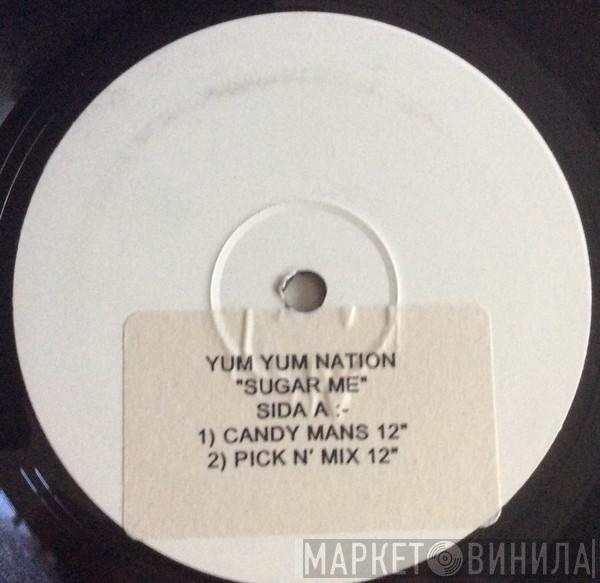 YUM YUM NATION
"SUGAR ME"
SIDA A :-
1) CANDY MANS 12"
2) PICK N' MIX 12"
МАРКЕТ ВИНИЛА